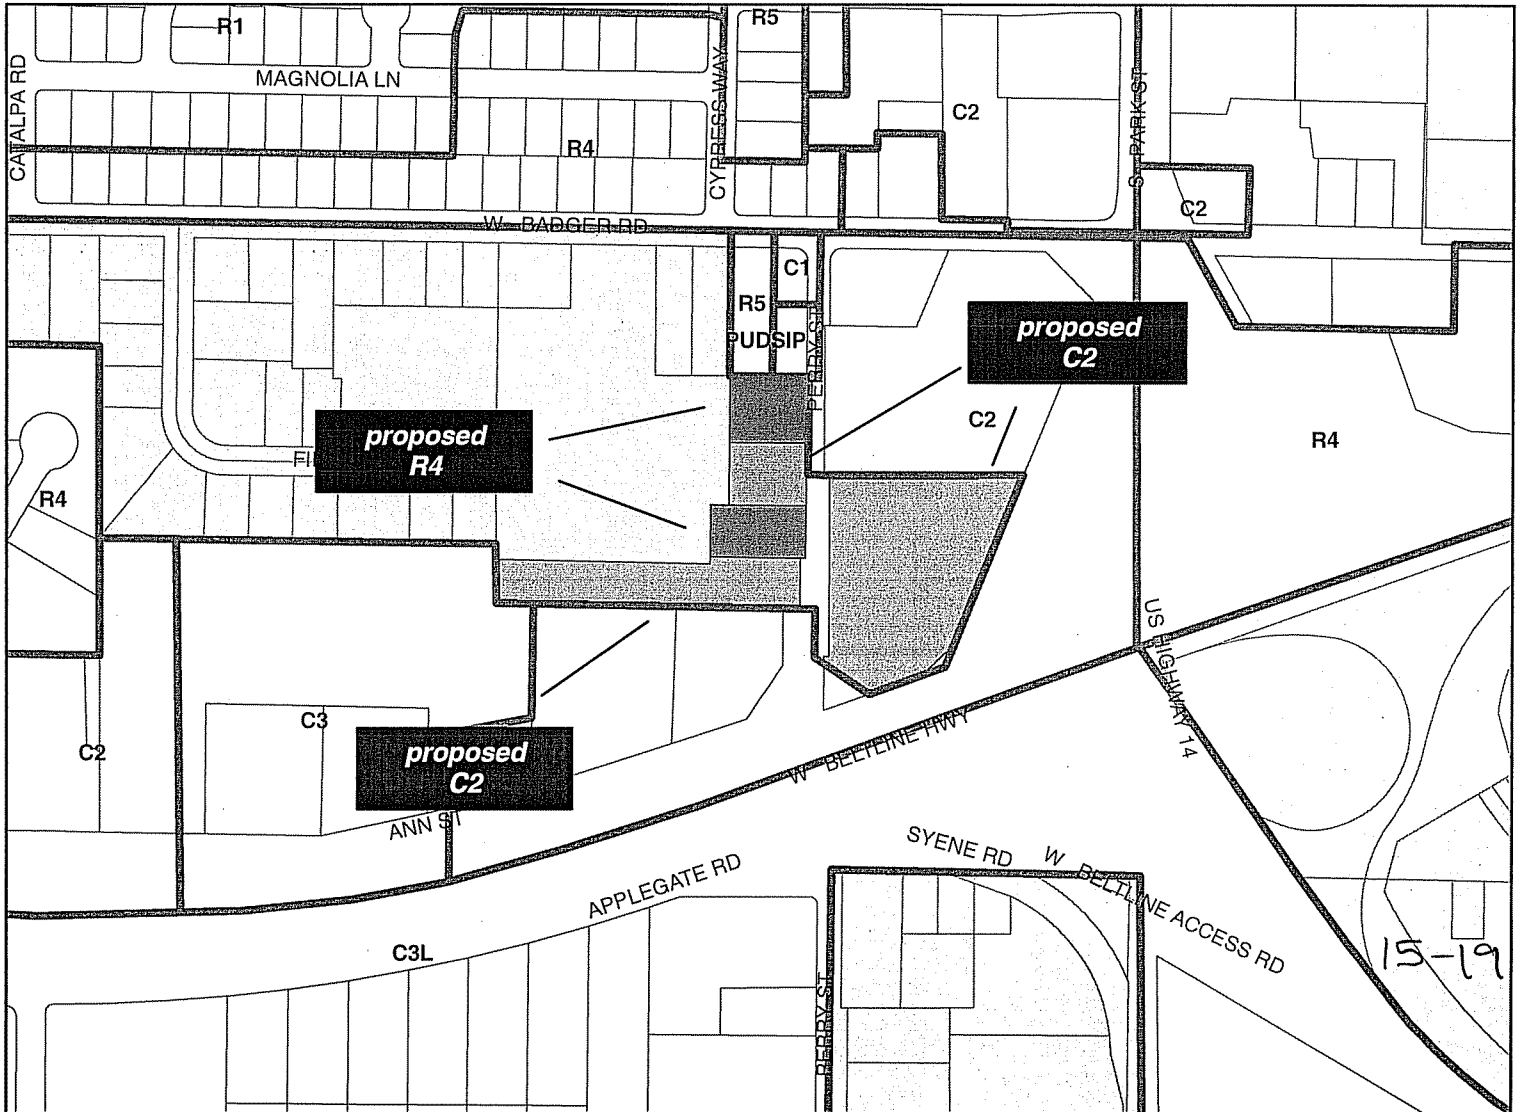 R1
R5
MAGNOLIA LN
CATALPA RD
CYPRESS WAY
C2
S PARK ST
R4
C2
W BADGER RD
C1
R5
PUDSIP
PERRY ST
proposed
C2
C2
proposed
R4
R4
R4
US HIGHWAY 14
C3
C2
proposed
C2
W BELTLINE HWY
ANN ST
SYENE RD
W BELTLINE ACCESS RD
APPLEGATE RD
C3L
PERRY ST
15-19